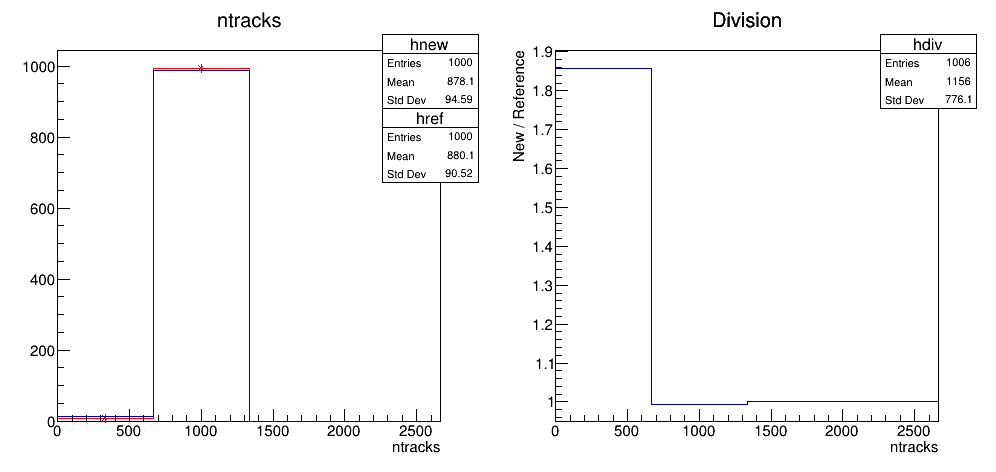 ntracks
hnew
Entries 1000
Mean 878.1
Std Dev 94.59
href
Entries 1000
Mean 880.1
Std Dev 90.52
1000
800
600
400
200
0
0 500 1000 1500 2000 2500
ntracks
Division
hdiv
Entries 1006
Mean 1156
Std Dev 776.1
New / Reference
1.9
1.8
1.7
1.6
1.5
1.4
1.3
1.2
1.1
1
0 500 1000 1500 2000 2500
ntracks